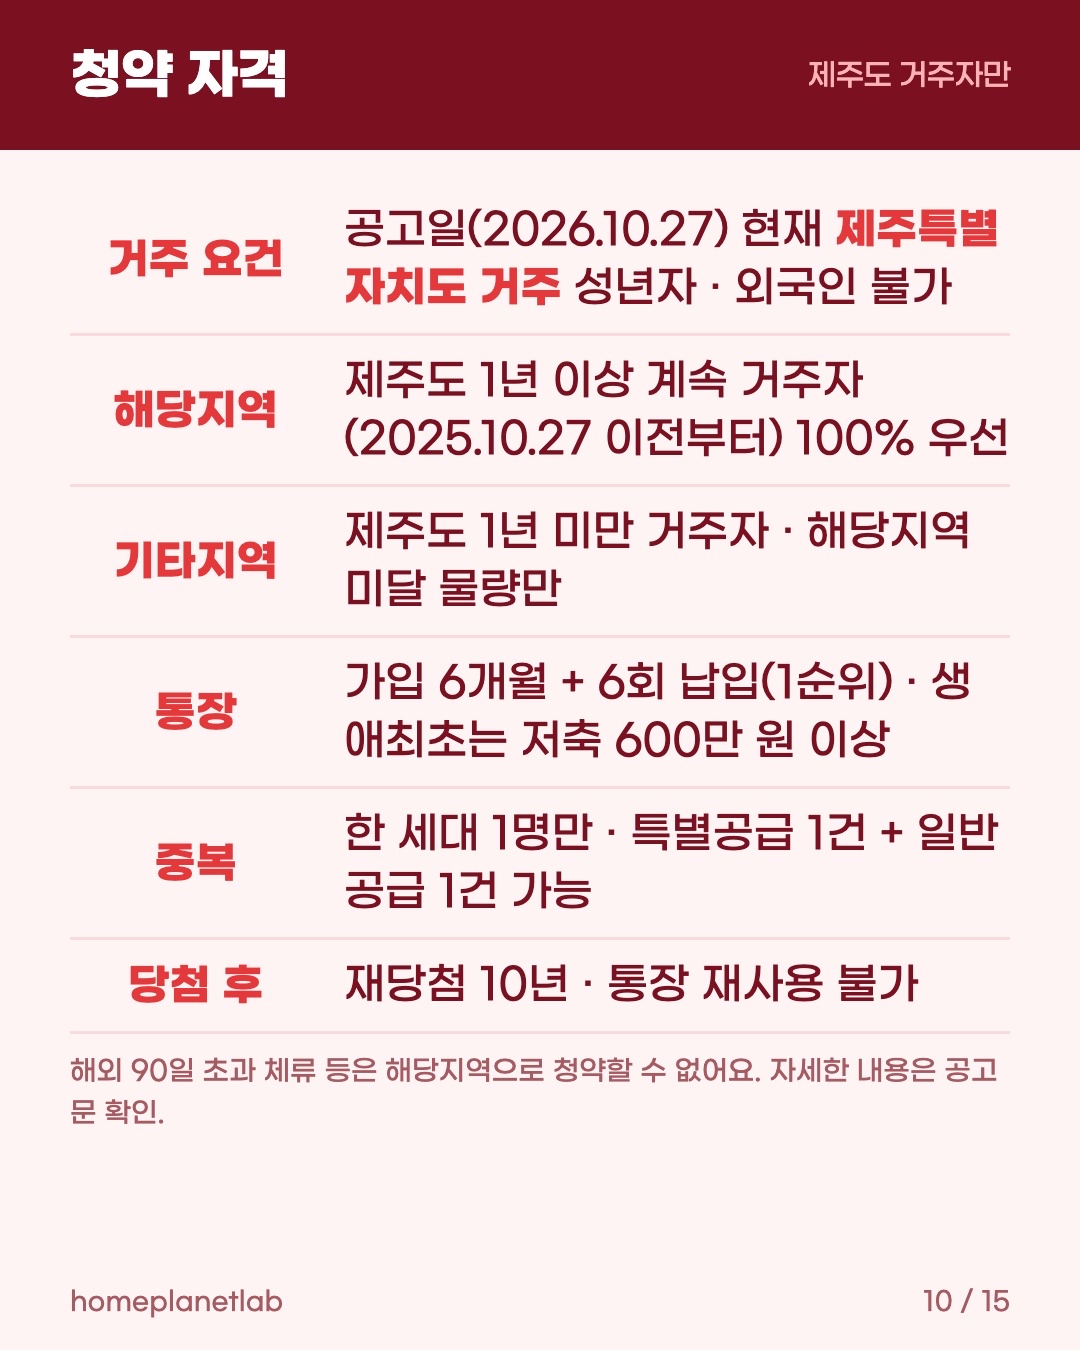 청약 자격
제주도 거주자만
거주 요건
공고일(2026.10.27) 현재 제주특별
자치도 거주 성년자 · 외국인 불가
해당지역
제주도 1년 이상 계속 거주자
(2025.10.27 이전부터) 100% 우선
기타지역
제주도 1년 미만 거주자 · 해당지역
미달 물량만
통장
가입 6개월 + 6회 납입(1순위) · 생
애최초는 저축 600만 원 이상
중복
한 세대 1명만 · 특별공급 1건 + 일반
공급 1건 가능
당첨 후
재당첨 10년 · 통장 재사용 불가
해외 90일 초과 체류 등은 해당지역으로 청약할 수 없어요. 자세한 내용은 공고
문 확인.
homeplanetlab
10 / 15